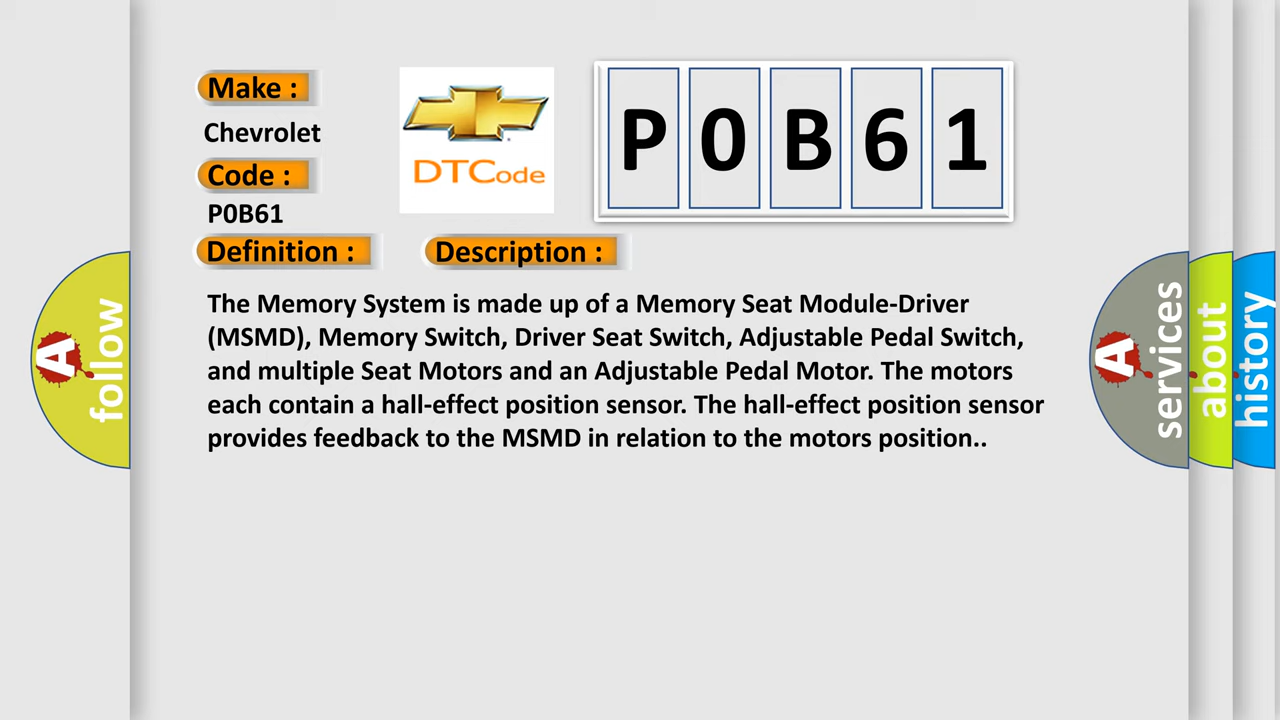 Make :
Chevrolet
Code :
P0B61
Definition :
Description :
DTCode
P0B61
The Memory System is made up of a Memory Seat Module-Driver
(MSMD), Memory Switch, Driver Seat Switch, Adjustable Pedal Switch,
and multiple Seat Motors and an Adjustable Pedal Motor. The motors
each contain a hall-effect position sensor. The hall-effect position sensor
provides feedback to the MSMD in relation to the motors position..
A follow
A services
about
history